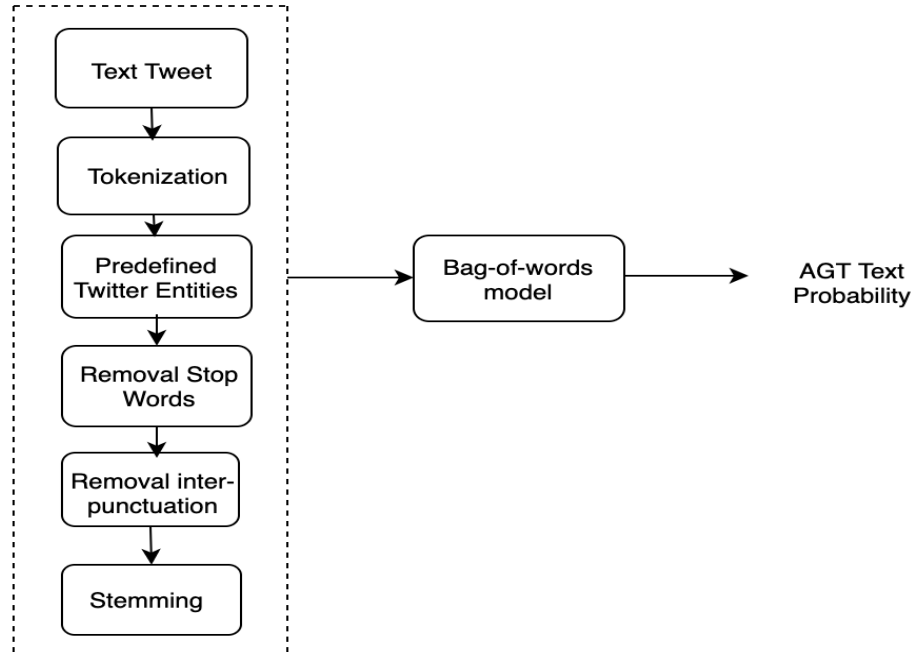 Text Tweet
Tokenization
Predefined
Twitter Entities
Removal Stop
Words
Removal inter-
punctuation
Stemming
Bag-of-words
model
AGT Text
Probability